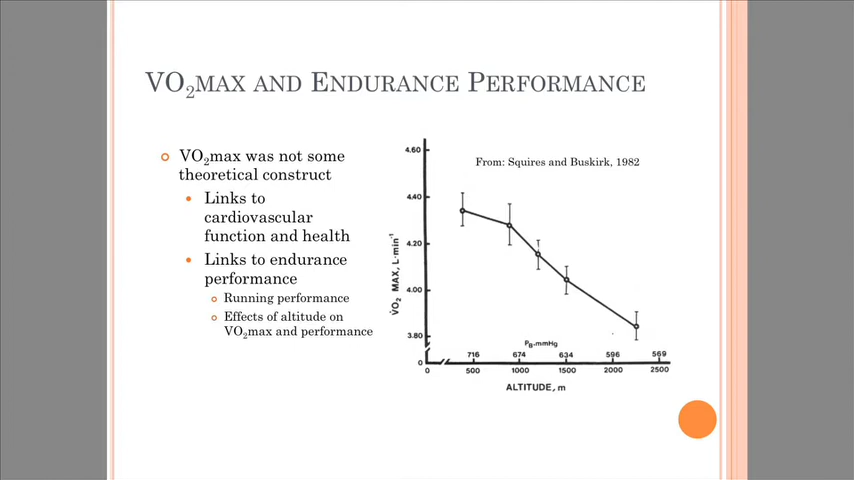 VO₂MAX AND ENDURANCE PERFORMANCE
VO₂max was not some
theoretical construct
Links to
cardiovascular
function and health
Links to endurance
performance
Running performance
Effects of altitude on
VO₂max and performance
From: Squires and Buskirk, 1982
4.60
4.40
4.20
4.00
3.80
0
V̇O₂ MAX, L·min⁻¹
P_B-mmHg
716 674 634 596 569
0 500 1000 1500 2000 2500
ALTITUDE, m